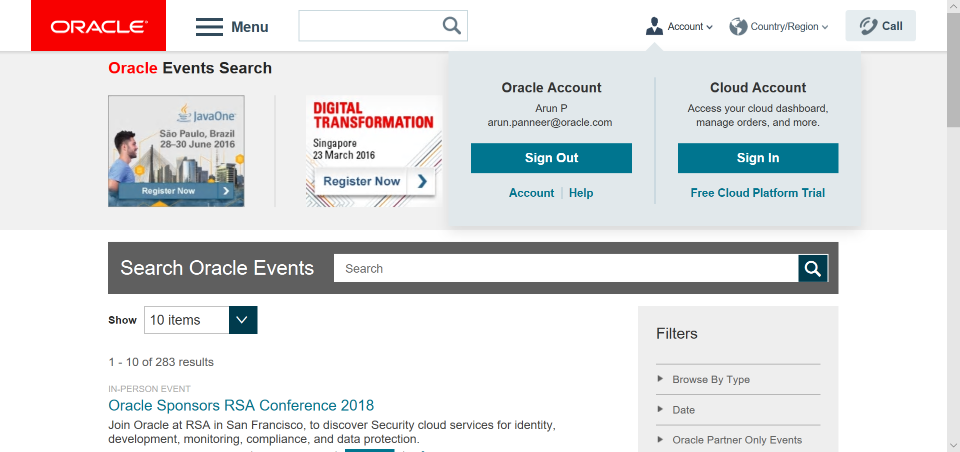 ORACLE
Menu
Account
Country/Region
Call
Oracle Events Search
JavaOne
São Paulo, Brazil
28–30 June 2016
Register Now
DIGITAL
TRANSFORMATION
Singapore
23 March 2016
Register Now
Oracle Account
Arun P
arun.panneer@oracle.com
Sign Out
Account | Help
Cloud Account
Access your cloud dashboard,
manage orders, and more.
Sign In
Free Cloud Platform Trial
Search Oracle Events
Search
Show
10 items
1 - 10 of 283 results
IN-PERSON EVENT
Oracle Sponsors RSA Conference 2018
Join Oracle at RSA in San Francisco, to discover Security cloud services for identity,
development, monitoring, compliance, and data protection.
Filters
Browse By Type
Date
Oracle Partner Only Events